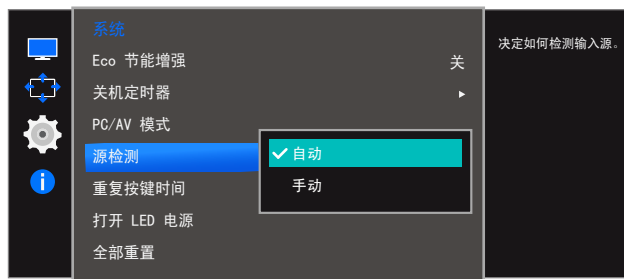 系统
Eco 节能增强 关
关机定时器
PC/AV 模式
源检测
自动
手动
重复按键时间
打开 LED 电源
全部重置
决定如何检测输入源。